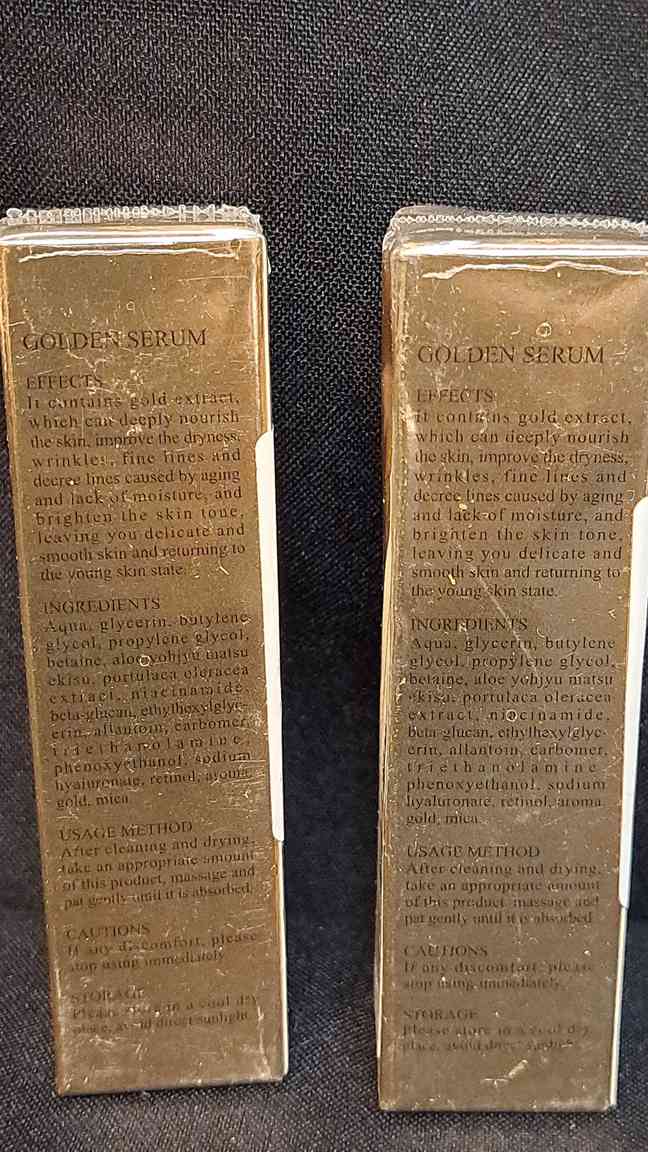 GOLDEN SERUM
EFFECTS
It contains gold extract,
which can deeply nourish
the skin, improve the dryness,
wrinkles, fine lines and
decree lines caused by aging
and lack of moisture, and
brighten the skin tone,
leaving you delicate and
smooth skin and returning to
the young skin state.
INGREDIENTS
Aqua, glycerin, butylene
glycol, propylene glycol,
betaine, aloe yohjyu matsu
ekisu, portulaca oleracea
extract, niacinamide,
beta-glucan, ethylhexylglyc-
erin, allantoin, carbomer,
triethanolamine,
phenoxyethanol, sodium
hyaluronate, retinol, aroma,
gold, mica.
USAGE METHOD
After cleaning and drying,
take an appropriate amount
of this product, massage and
pat gently until it is absorbed.
CAUTIONS
If any discomfort, please
stop using immediately.
STORAGE
Please store in a cool dry
place, avoid direct sunlight.
GOLDEN SERUM
EFFECTS
It contains gold extract,
which can deeply nourish
the skin, improve the dryness,
wrinkles, fine lines and
decree lines caused by aging
and lack of moisture, and
brighten the skin tone,
leaving you delicate and
smooth skin and returning to
the young skin state.
INGREDIENTS
Aqua, glycerin, butylene
glycol, propylene glycol,
betaine, aloe yohjyu matsu
ekisu, portulaca oleracea
extract, niacinamide,
beta-glucan, ethylhexylglyc-
erin, allantoin, carbomer,
triethanolamine,
phenoxyethanol, sodium
hyaluronate, retinol, aroma,
gold, mica.
USAGE METHOD
After cleaning and drying,
take an appropriate amount
of this product, massage and
pat gently until it is absorbed.
CAUTIONS
If any discomfort, please
stop using immediately.
STORAGE
Please store in a cool dry
place, avoid direct sunlight.